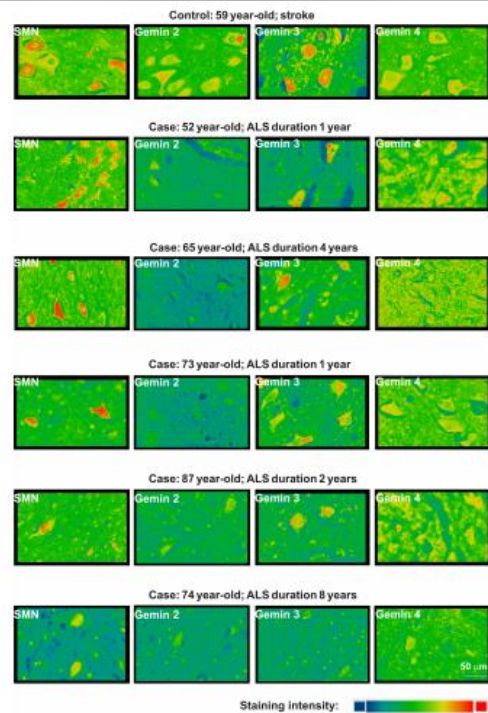 Control: 59 year-old; stroke
SMN Gemin 2 Gemin 3 Gemin 4
Case: 52 year-old; ALS duration 1 year
SMN Gemin 2 Gemin 3 Gemin 4
Case: 65 year-old; ALS duration 4 years
SMN Gemin 2 Gemin 3 Gemin 4
Case: 73 year-old; ALS duration 1 year
SMN Gemin 2 Gemin 3 Gemin 4
Case: 87 year-old; ALS duration 2 years
SMN Gemin 2 Gemin 3 Gemin 4
Case: 74 year-old; ALS duration 8 years
SMN Gemin 2 Gemin 3 Gemin 4
50 μm
Staining intensity: